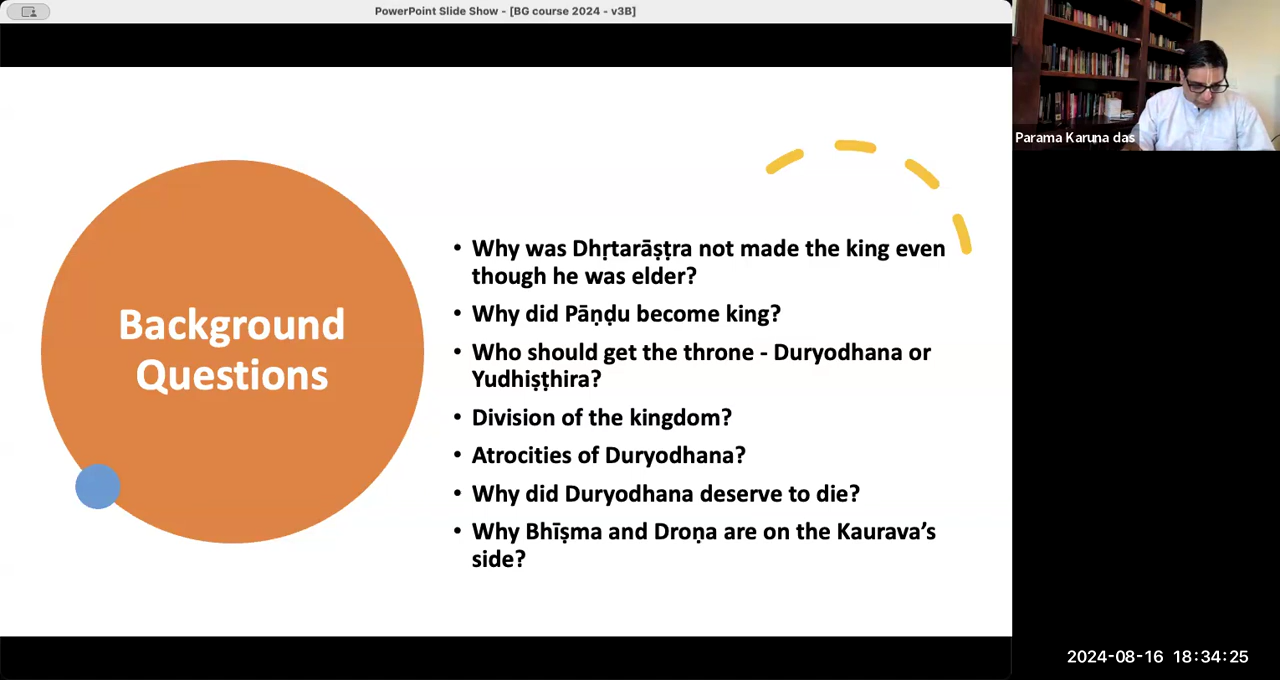 PowerPoint Slide Show - [BG course 2024 - v3B]
Parama Karuna das
Background
Questions
• Why was Dhṛtarāṣṭra not made the king even
though he was elder?
• Why did Pāṇḍu become king?
• Who should get the throne - Duryodhana or
Yudhiṣṭhira?
• Division of the kingdom?
• Atrocities of Duryodhana?
• Why did Duryodhana deserve to die?
• Why Bhīṣma and Droṇa are on the Kaurava’s
side?
2024-08-16 18:34:25